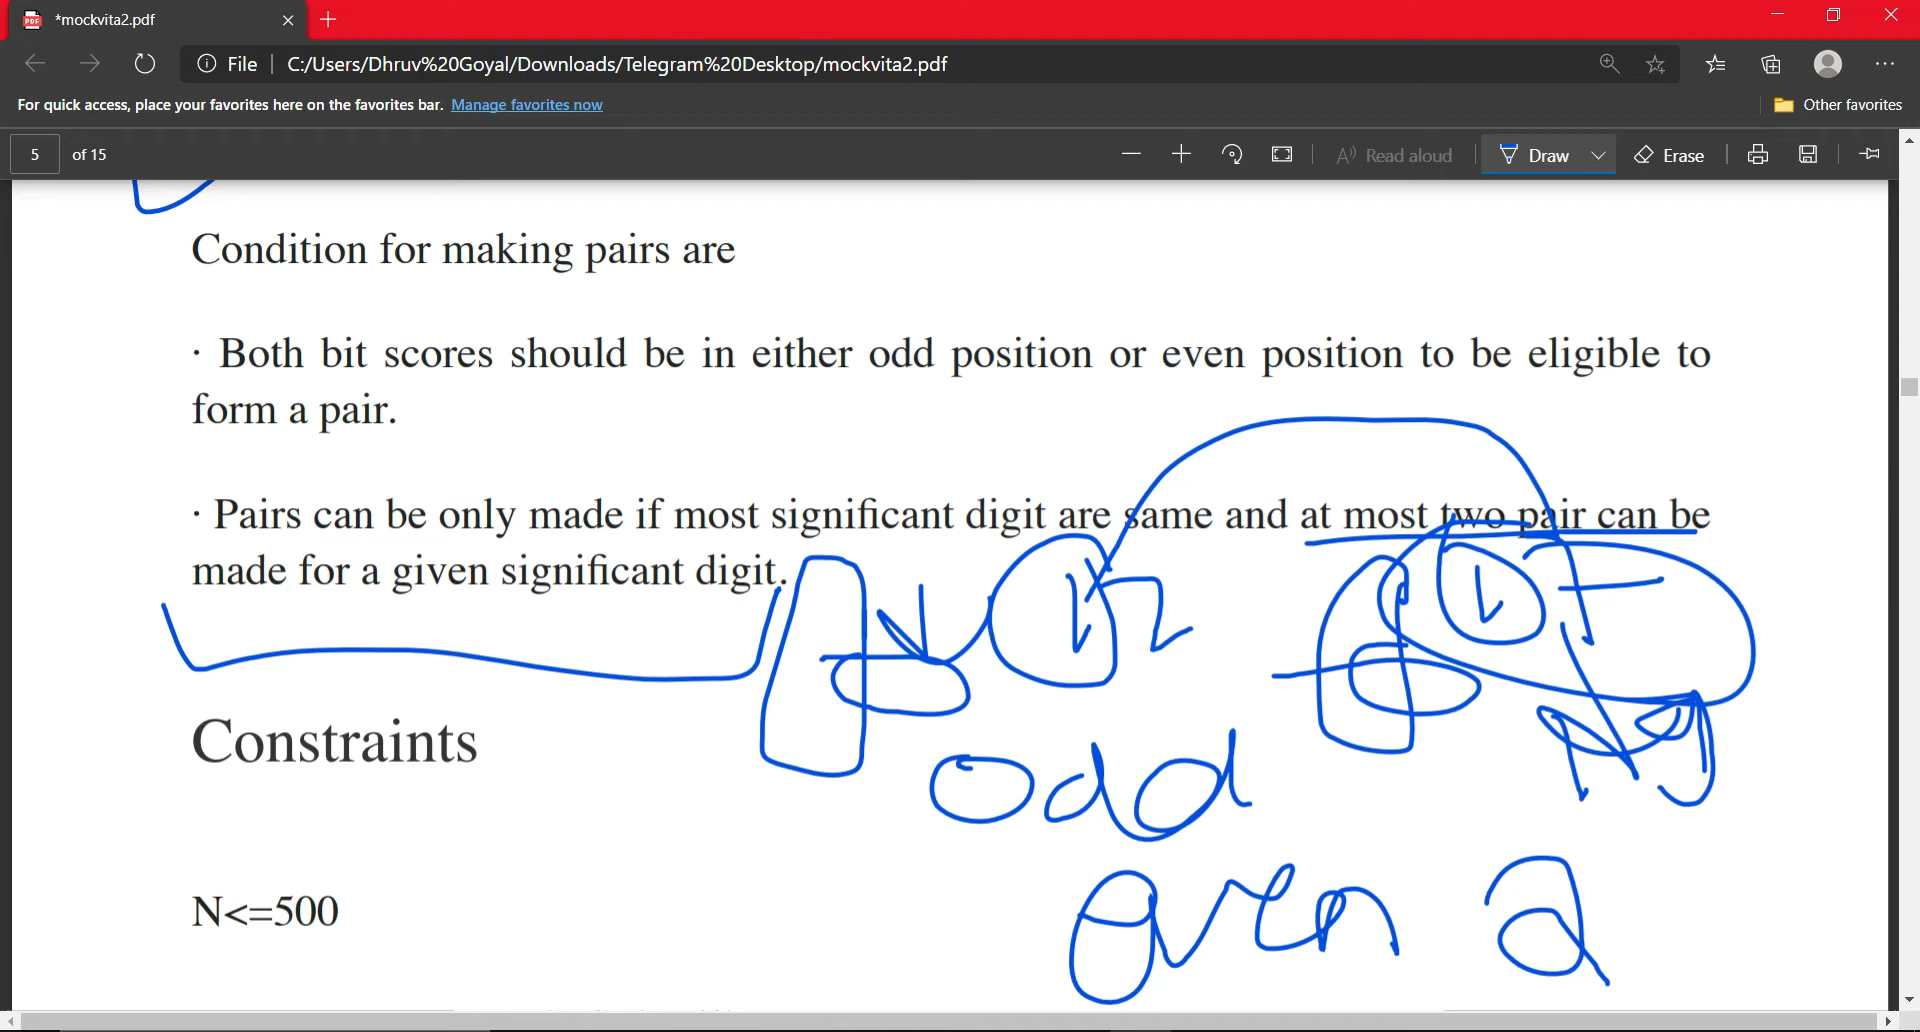 *mockvita2.pdf
File | C:/Users/Dhruv%20Goyal/Downloads/Telegram%20Desktop/mockvita2.pdf
For quick access, place your favorites here on the favorites bar. Manage favorites now
Other favorites
5 of 15
Read aloud
Draw
Erase
Condition for making pairs are
· Both bit scores should be in either odd position or even position to be eligible to
form a pair.
· Pairs can be only made if most significant digit are same and at most two pair can be
made for a given significant digit.
Constraints
odd
even 2
N<=500